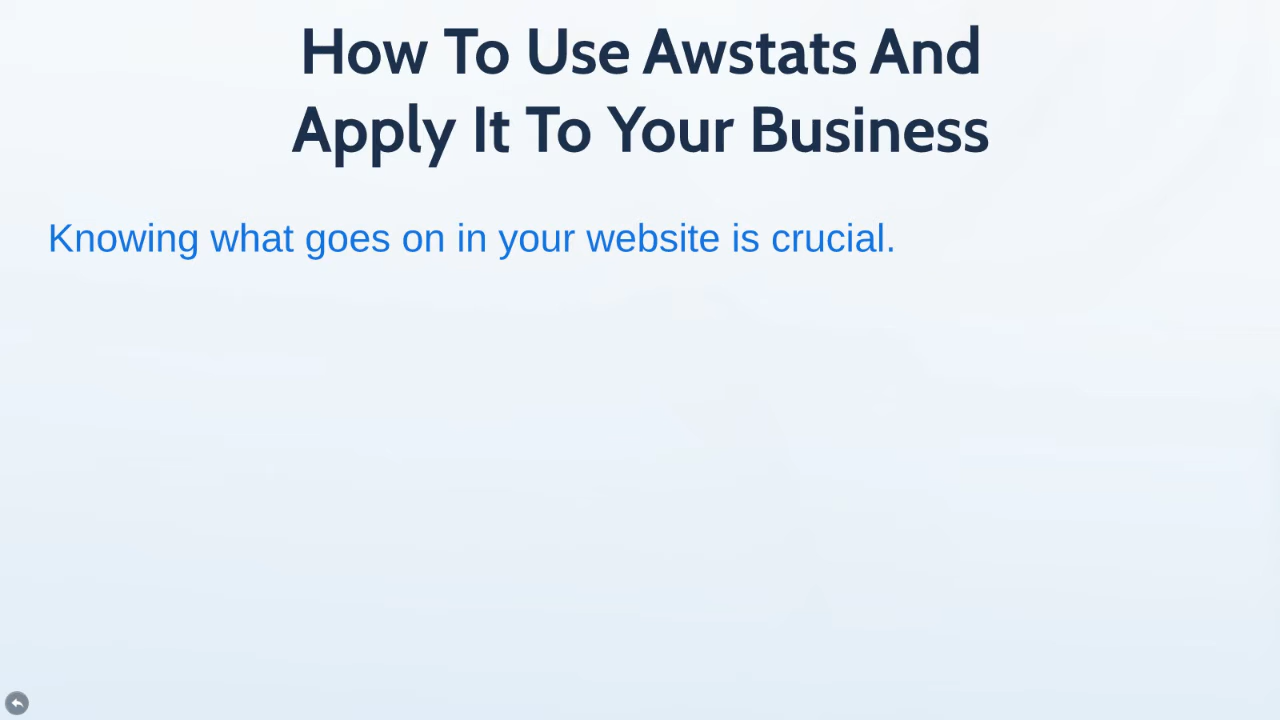 How To Use Awstats And
Apply It To Your Business
Knowing what goes on in your website is crucial.